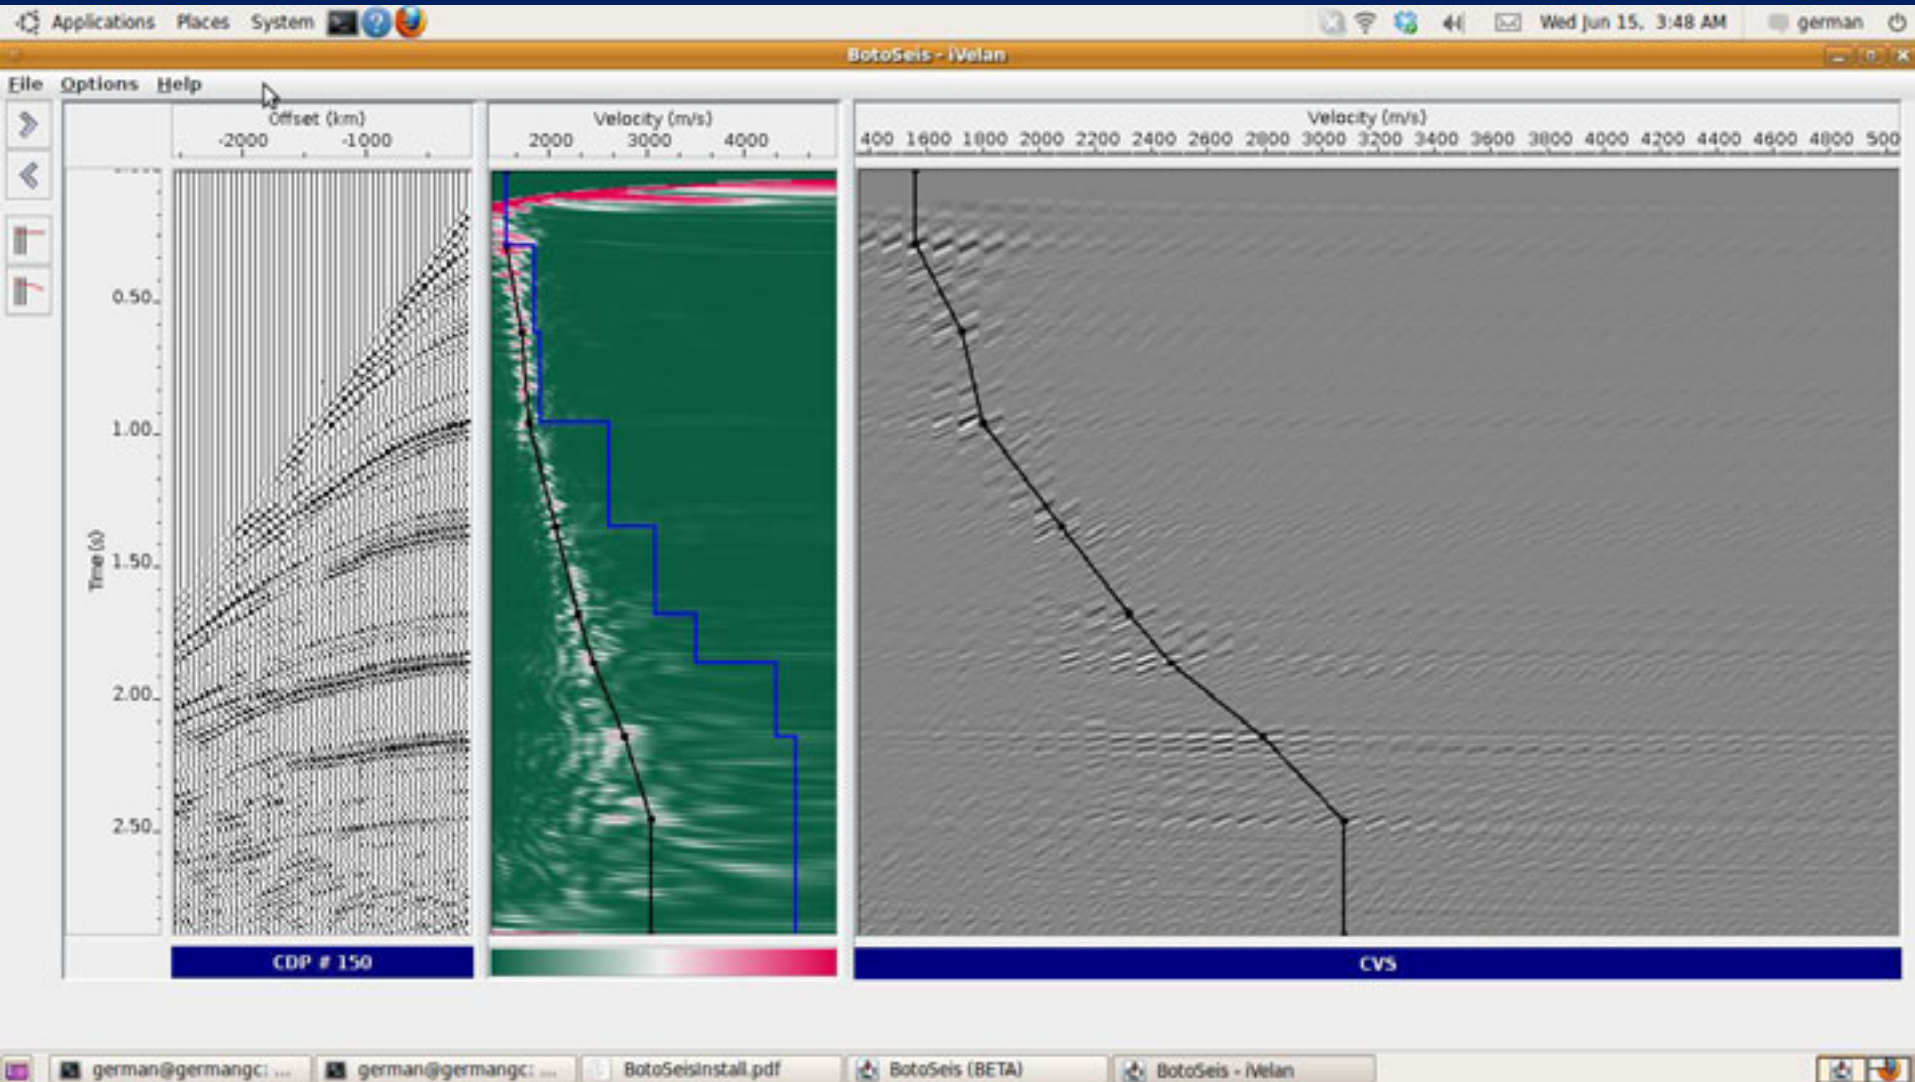 Applications Places System Wed Jun 15, 3:48 AM german
BotoSeis - iVelan
File Options Help
Offset (km)
-2000 -1000
Velocity (m/s)
2000 3000 4000
Velocity (m/s)
400 1600 1800 2000 2200 2400 2600 2800 3000 3200 3400 3600 3800 4000 4200 4400 4600 4800 500
Time (s)
0.50
1.00
1.50
2.00
2.50
CDP # 150
CVS
german@germangc: ... german@germangc: ... BotoSeisInstall.pdf BotoSeis (BETA) BotoSeis - iVelan